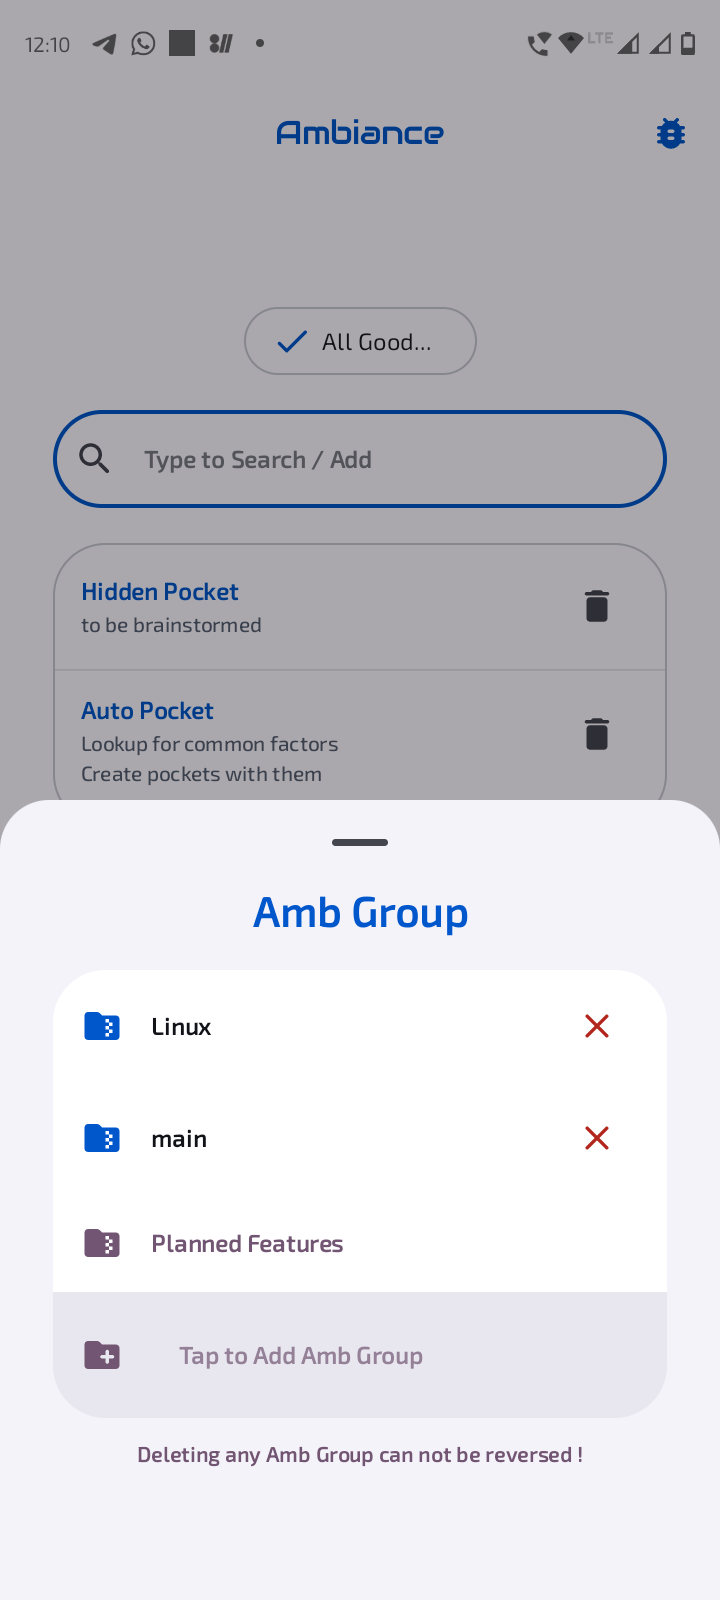 12:10
LTE
Ambiance
All Good...
Type to Search / Add
Hidden Pocket
to be brainstormed
Auto Pocket
Lookup for common factors
Create pockets with them
Amb Group
Linux
main
Planned Features
Tap to Add Amb Group
Deleting any Amb Group can not be reversed !